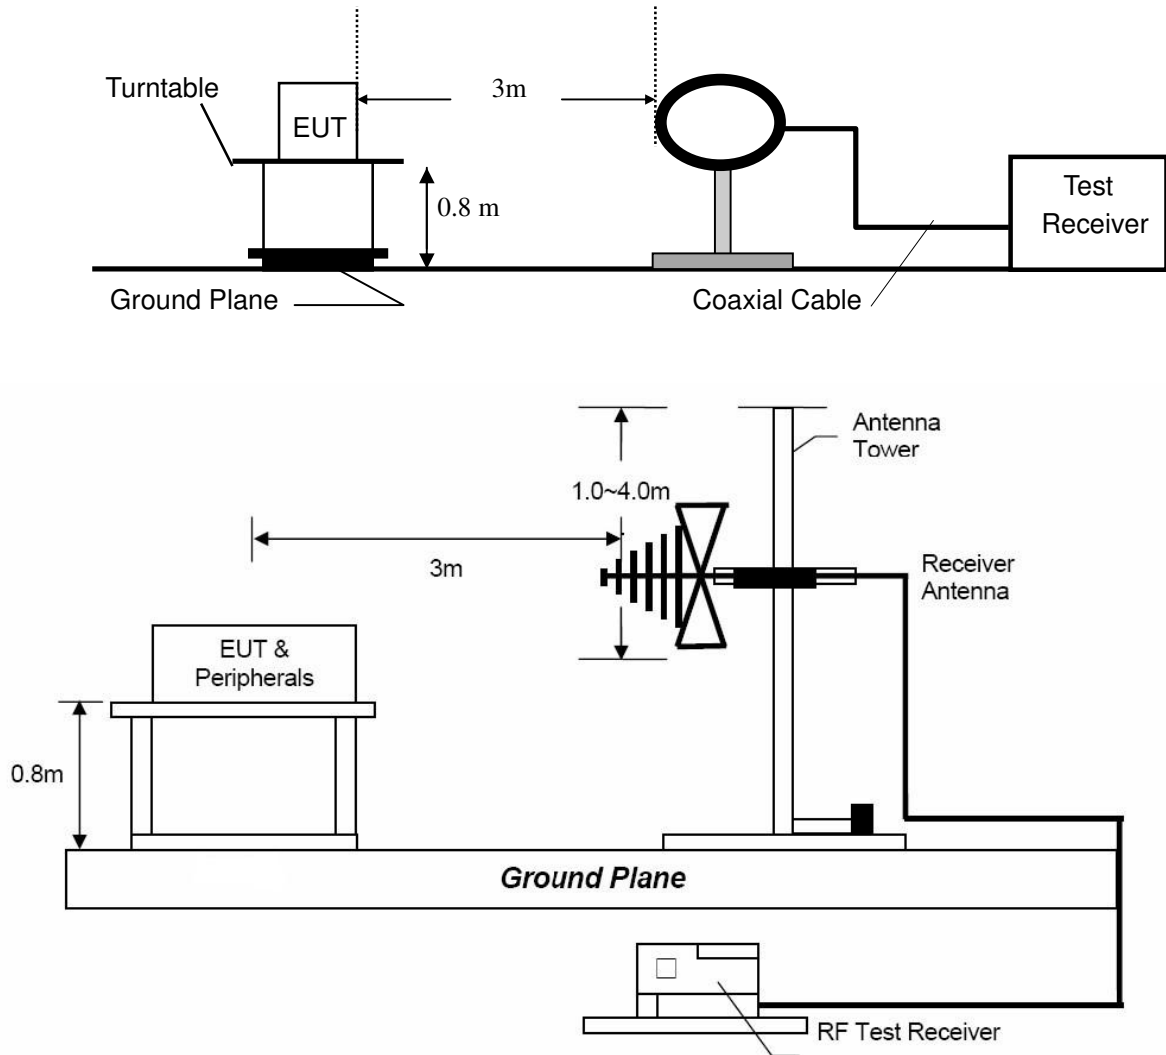 Turntable
EUT
3m
0.8 m
Test
Receiver
Ground Plane
Coaxial Cable
Antenna
Tower
1.0~4.0m
3m
Receiver
Antenna
EUT &
Peripherals
0.8m
Ground Plane
RF Test Receiver